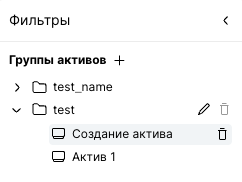 Фильтры
Группы активов
test_name
test
Создание актива
Актив 1